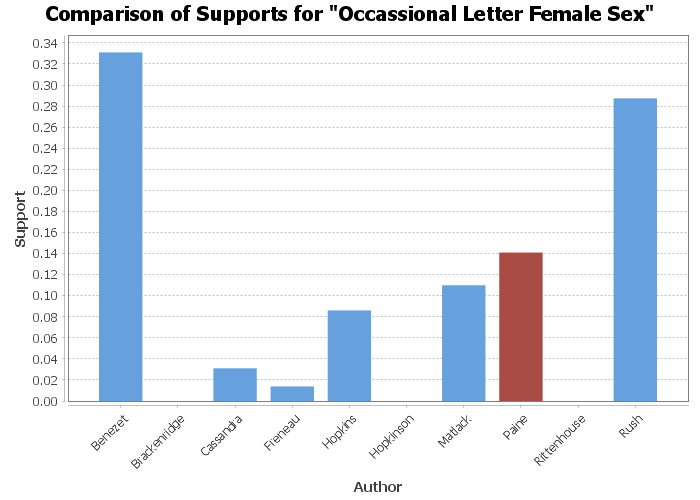 Comparison of Supports for "Occassional Letter Female Sex"
Support
0.34
0.32
0.30
0.28
0.26
0.24
0.22
0.20
0.18
0.16
0.14
0.12
0.10
0.08
0.06
0.04
0.02
0.00
Benezet
Brackenridge
Cassandra
Freneau
Hopkins
Hopkinson
Matlack
Paine
Rittenhouse
Rush
Author